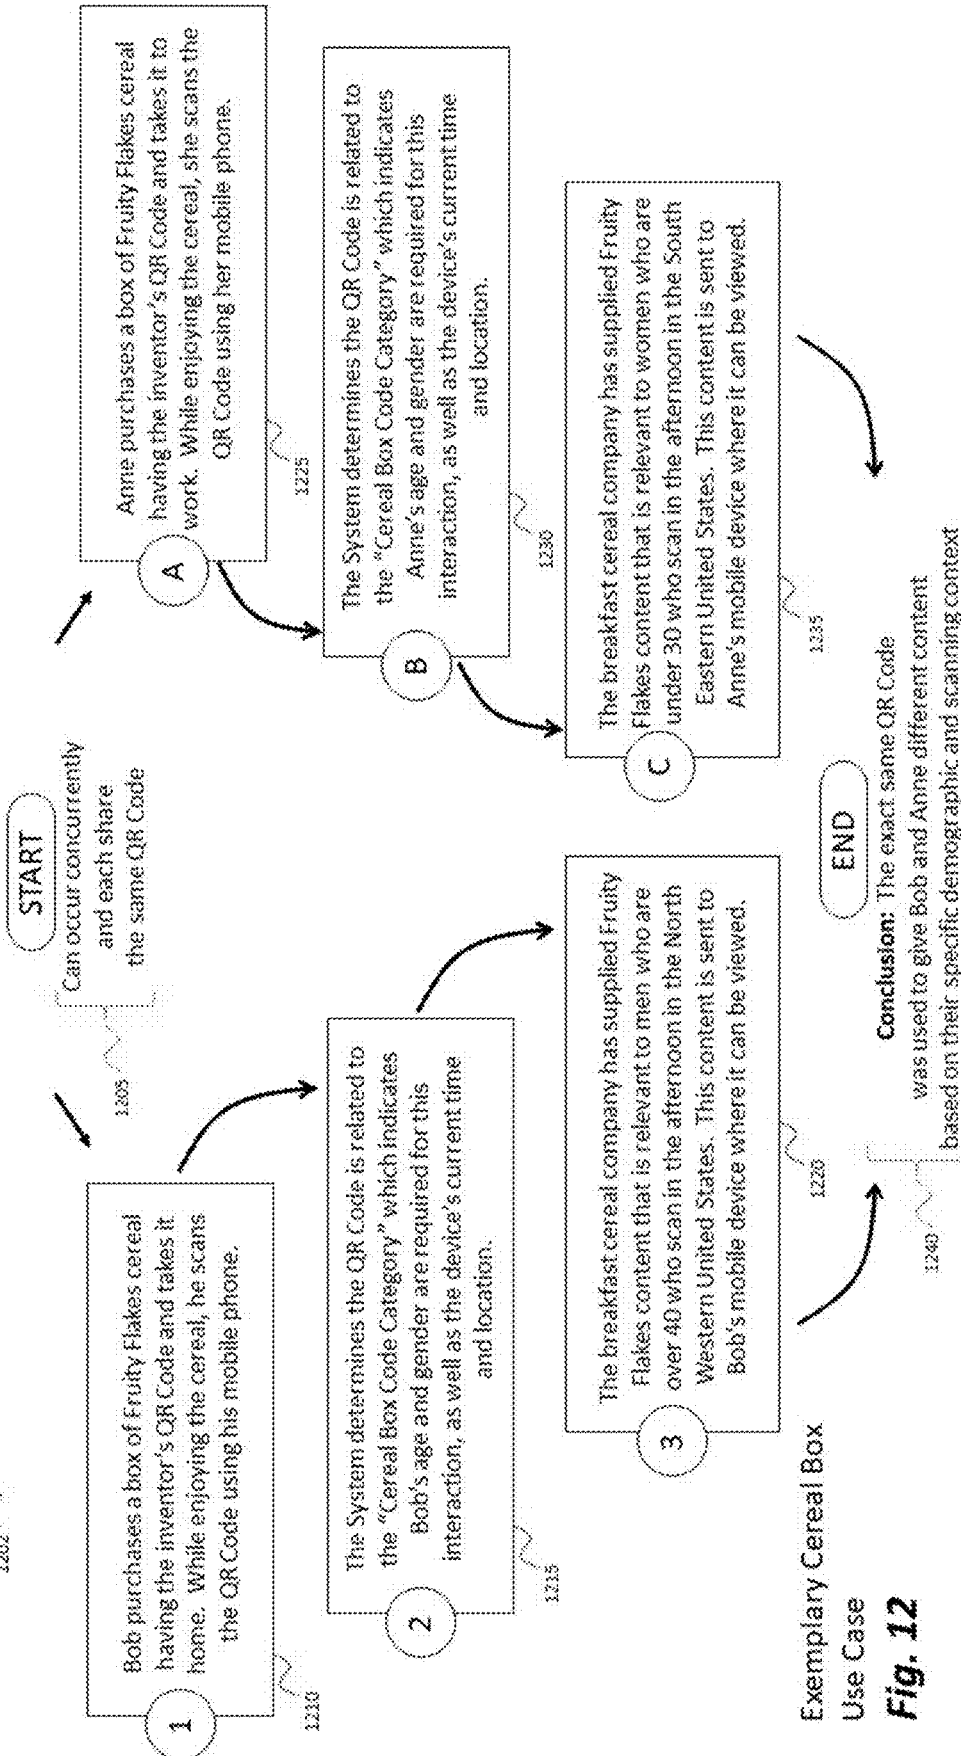 1202
START
Can occur concurrently
and each share
the same QR Code
1205
1
Bob purchases a box of Fruity Flakes cereal
having the inventor's QR Code and takes it
home. While enjoying the cereal, he scans
the QR Code using his mobile phone.
1210
2
The System determines the QR Code is related to
the "Cereal Box Code Category" which indicates
Bob's age and gender are required for this
interaction, as well as the device's current time
and location.
1215
3
The breakfast cereal company has supplied Fruity
Flakes content that is relevant to men who are
over 40 who scan in the afternoon in the North
Western United States. This content is sent to
Bob's mobile device where it can be viewed.
1220
A
Anne purchases a box of Fruity Flakes cereal
having the inventor's QR Code and takes it to
work. While enjoying the cereal, she scans the
QR Code using her mobile phone.
1225
B
The System determines the QR Code is related to
the "Cereal Box Code Category" which indicates
Anne's age and gender are required for this
interaction, as well as the device's current time
and location.
1230
C
The breakfast cereal company has supplied Fruity
Flakes content that is relevant to women who are
under 30 who scan in the afternoon in the South
Eastern United States. This content is sent to
Anne's mobile device where it can be viewed.
1235
END
Conclusion: The exact same QR Code
was used to give Bob and Anne different content
based on their specific demographic and scanning context
1240
Exemplary Cereal Box
Use Case
Fig. 12